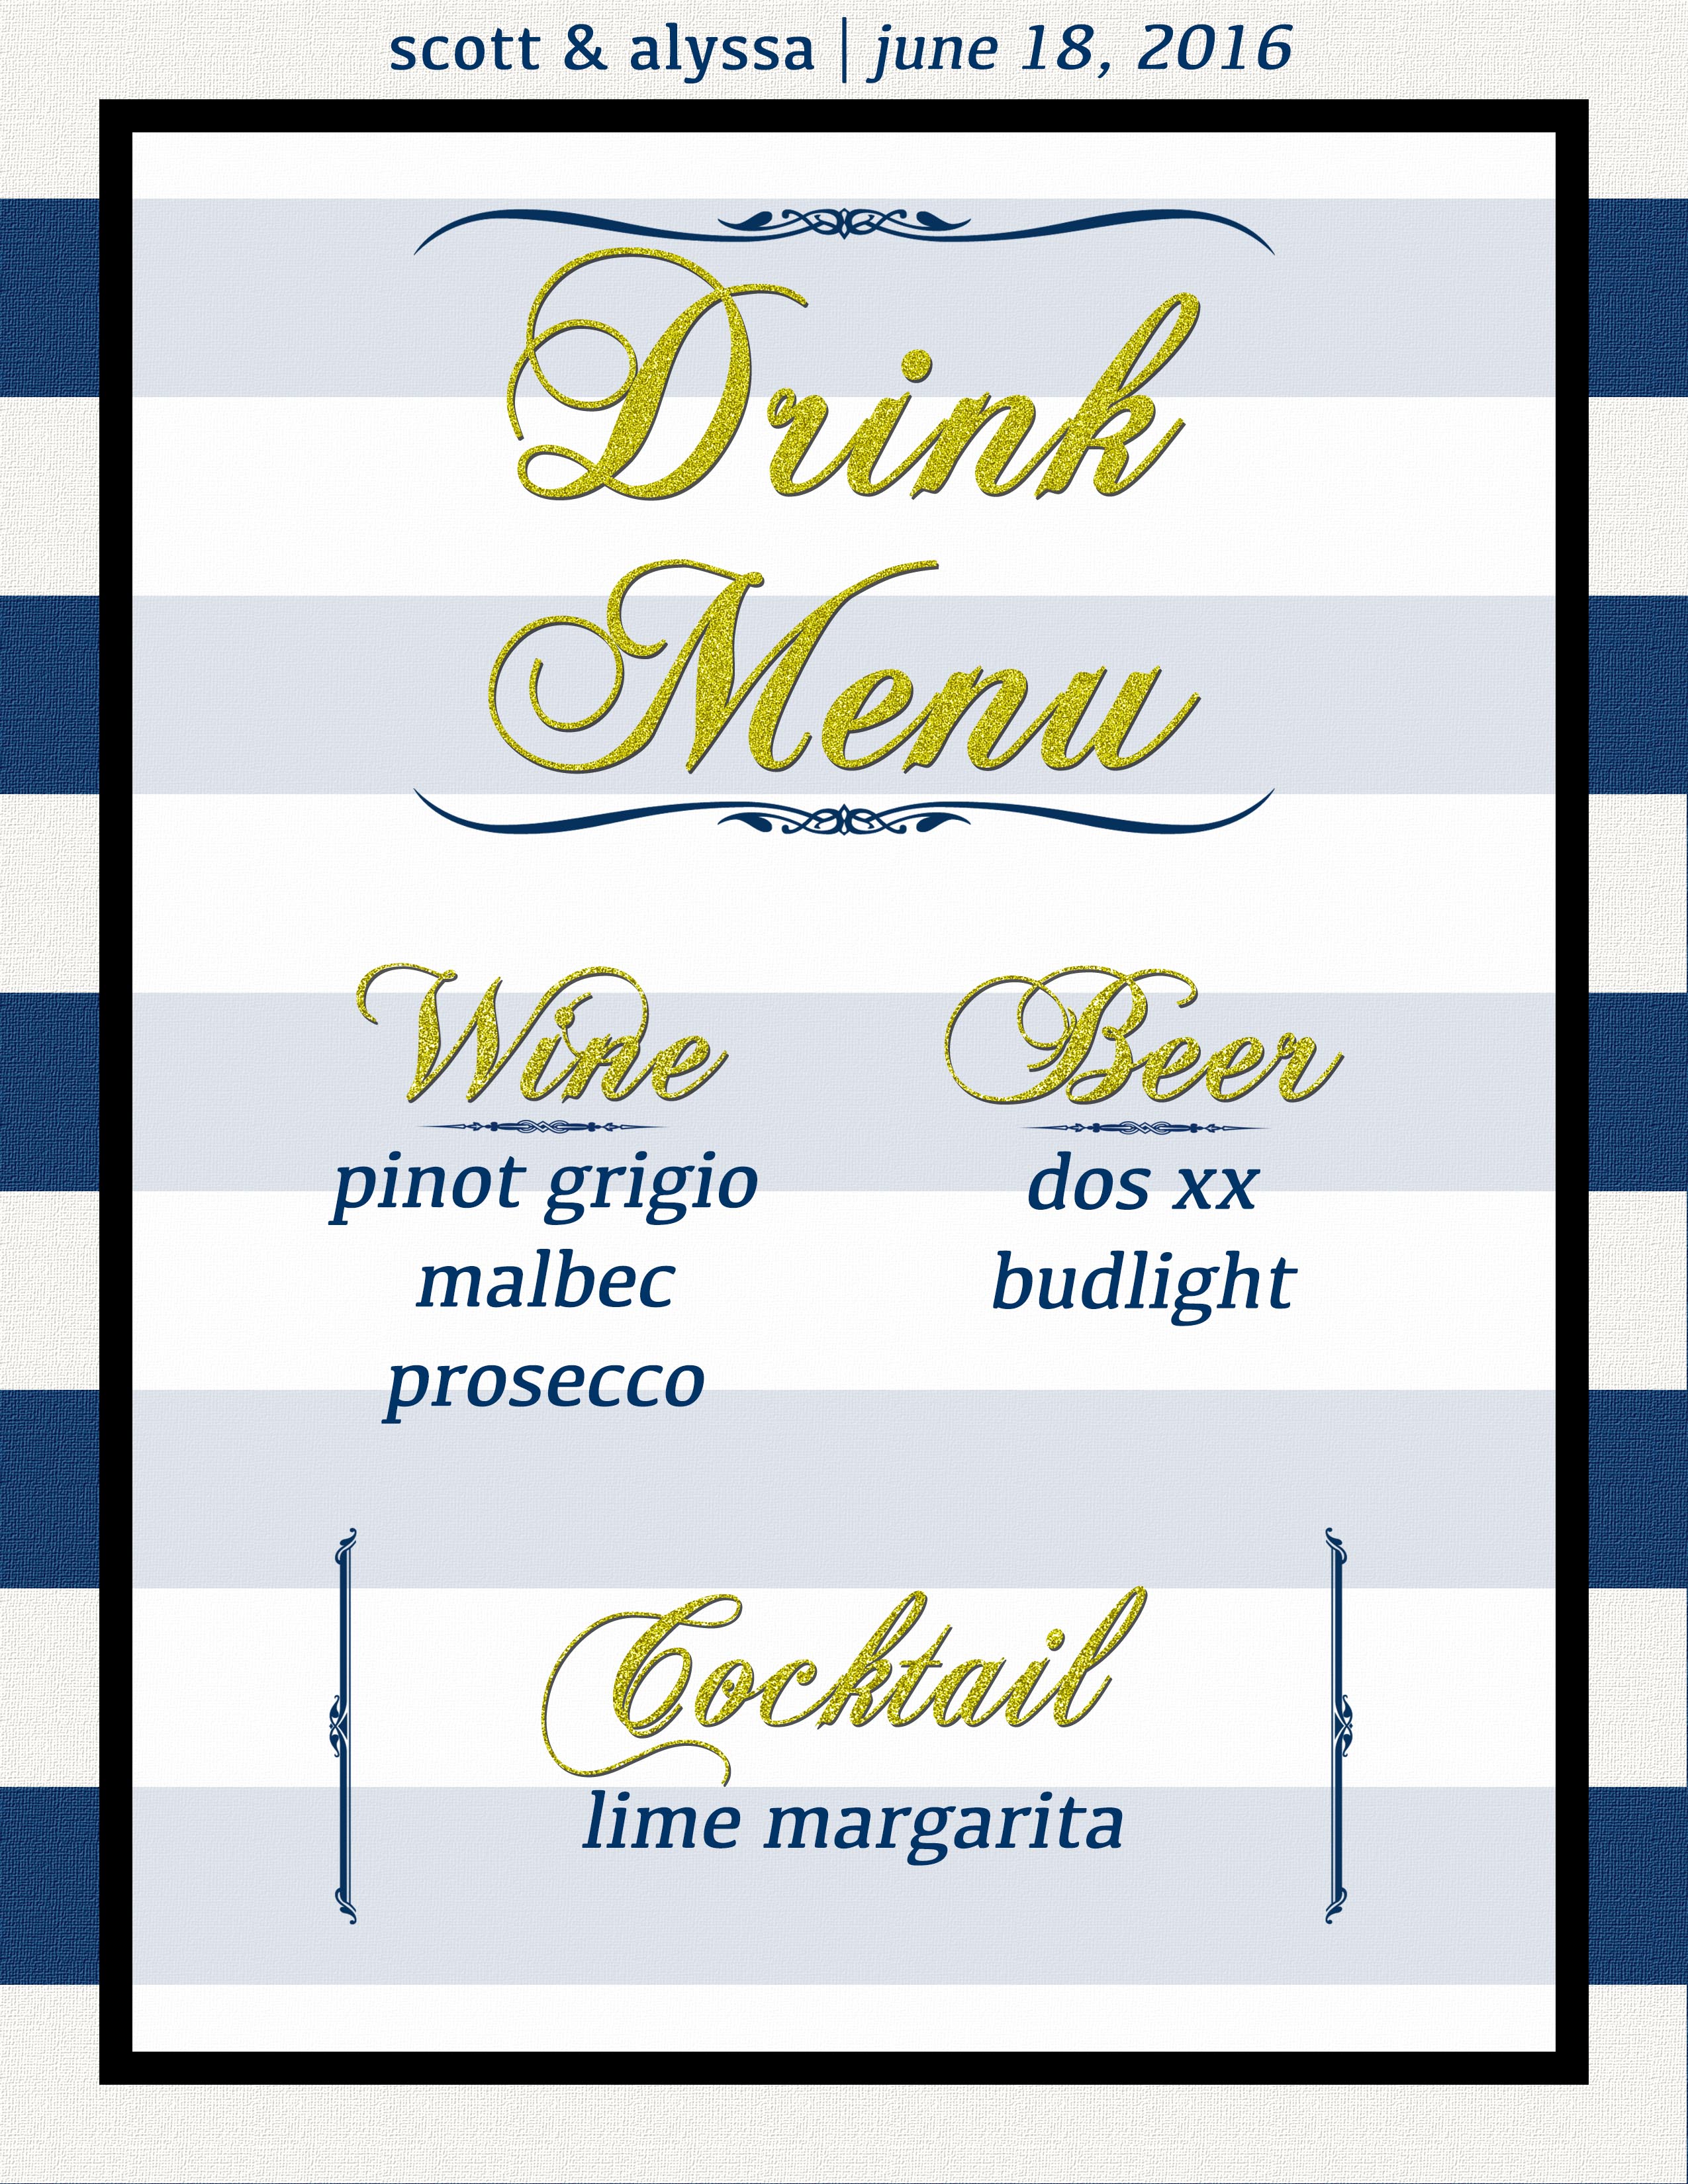 scott & alyssa | june 18, 2016
Drink
Menu
Wine
pinot grigio
malbec
prosecco
Beer
dos xx
budlight
Cocktail
lime margarita